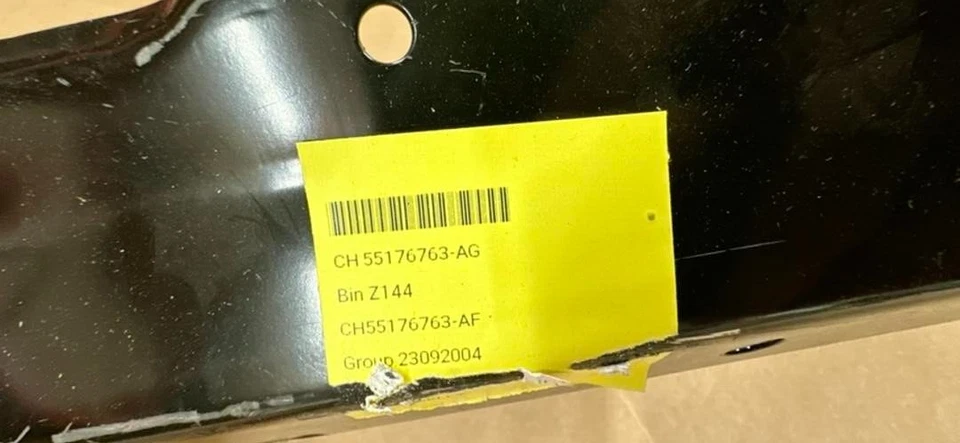 CH 55176763-AG
Bin Z144
CH55176763-AF
Group 23092004